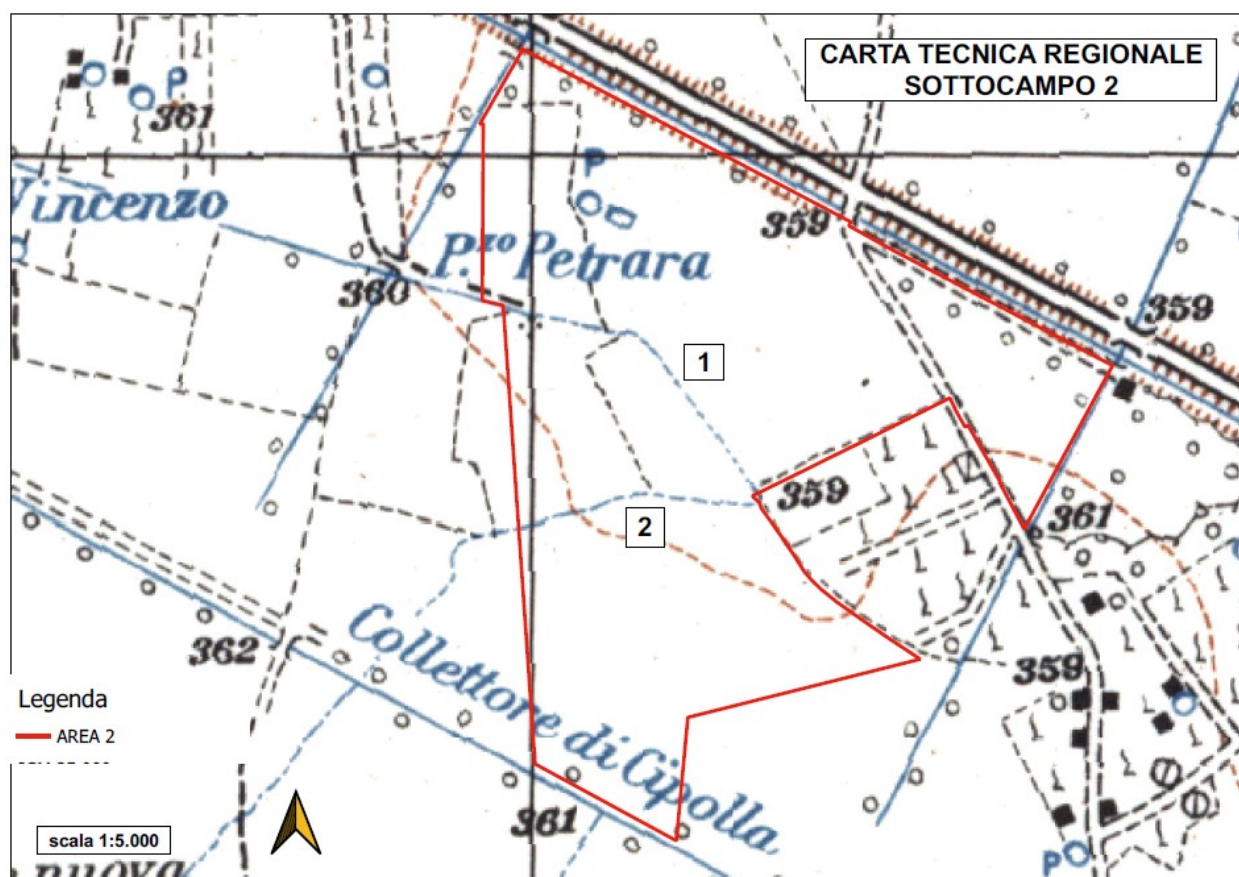 CARTA TECNICA REGIONALE
SOTTOCAMPO 2
P.
361
P
Vincenzo
359
P.zo Petrara
360
359
1
359
2
361
362
Collettore di Cipolla
359
Legenda
AREA 2
361
scala 1:5.000
nuova
P